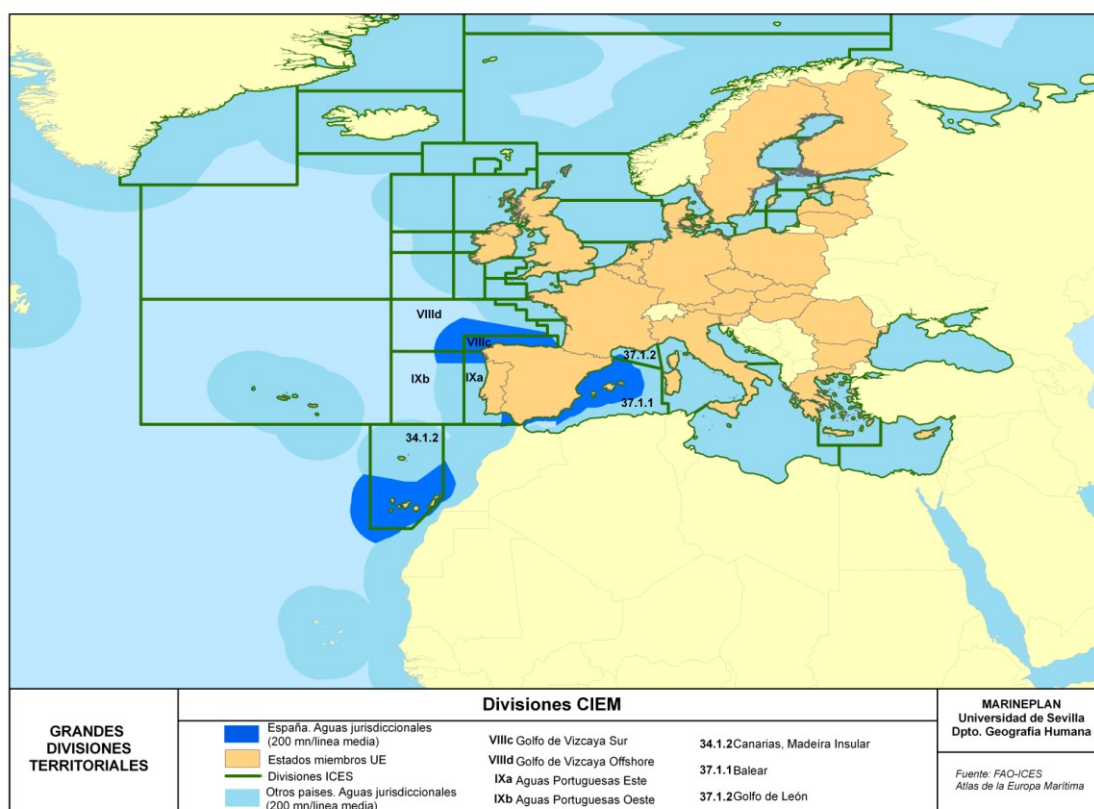 VIIId
VIIIc
IXb
IXa
37.1.2
37.1.1
34.1.2
GRANDES
DIVISIONES
TERRITORIALES
Divisiones CIEM
España. Aguas jurisdiccionales
(200 mn/linea media)
Estados miembros UE
Divisiones ICES
Otros paises. Aguas jurisdiccionales
(200 mn/linea media)
VIIIc Golfo de Vizcaya Sur
VIIId Golfo de Vizcaya Offshore
IXa Aguas Portuguesas Este
IXb Aguas Portuguesas Oeste
34.1.2 Canarias, Madeira Insular
37.1.1 Balear
37.1.2 Golfo de León
MARINEPLAN
Universidad de Sevilla
Dpto. Geografía Humana
Fuente: FAO-ICES
Atlas de la Europa Marítima